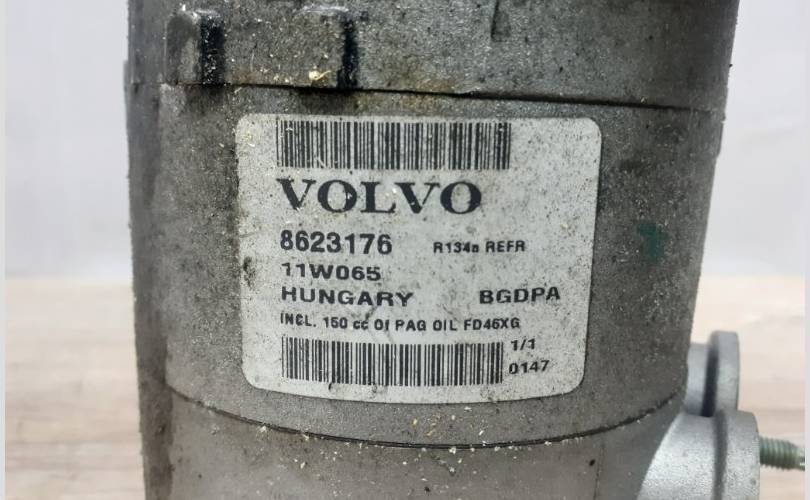 VOLVO
8623176 R134a REFR
11W065
HUNGARY BGDPA
INCL. 150 cc Of PAG OIL FD46XG
1/1
0147